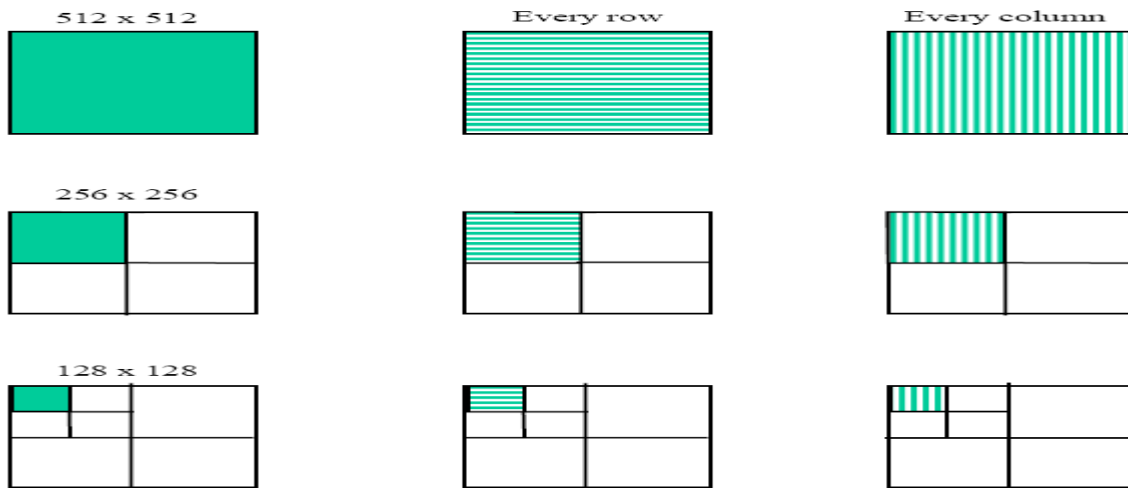 512 x 512
Every row
Every column
256 x 256
128 x 128